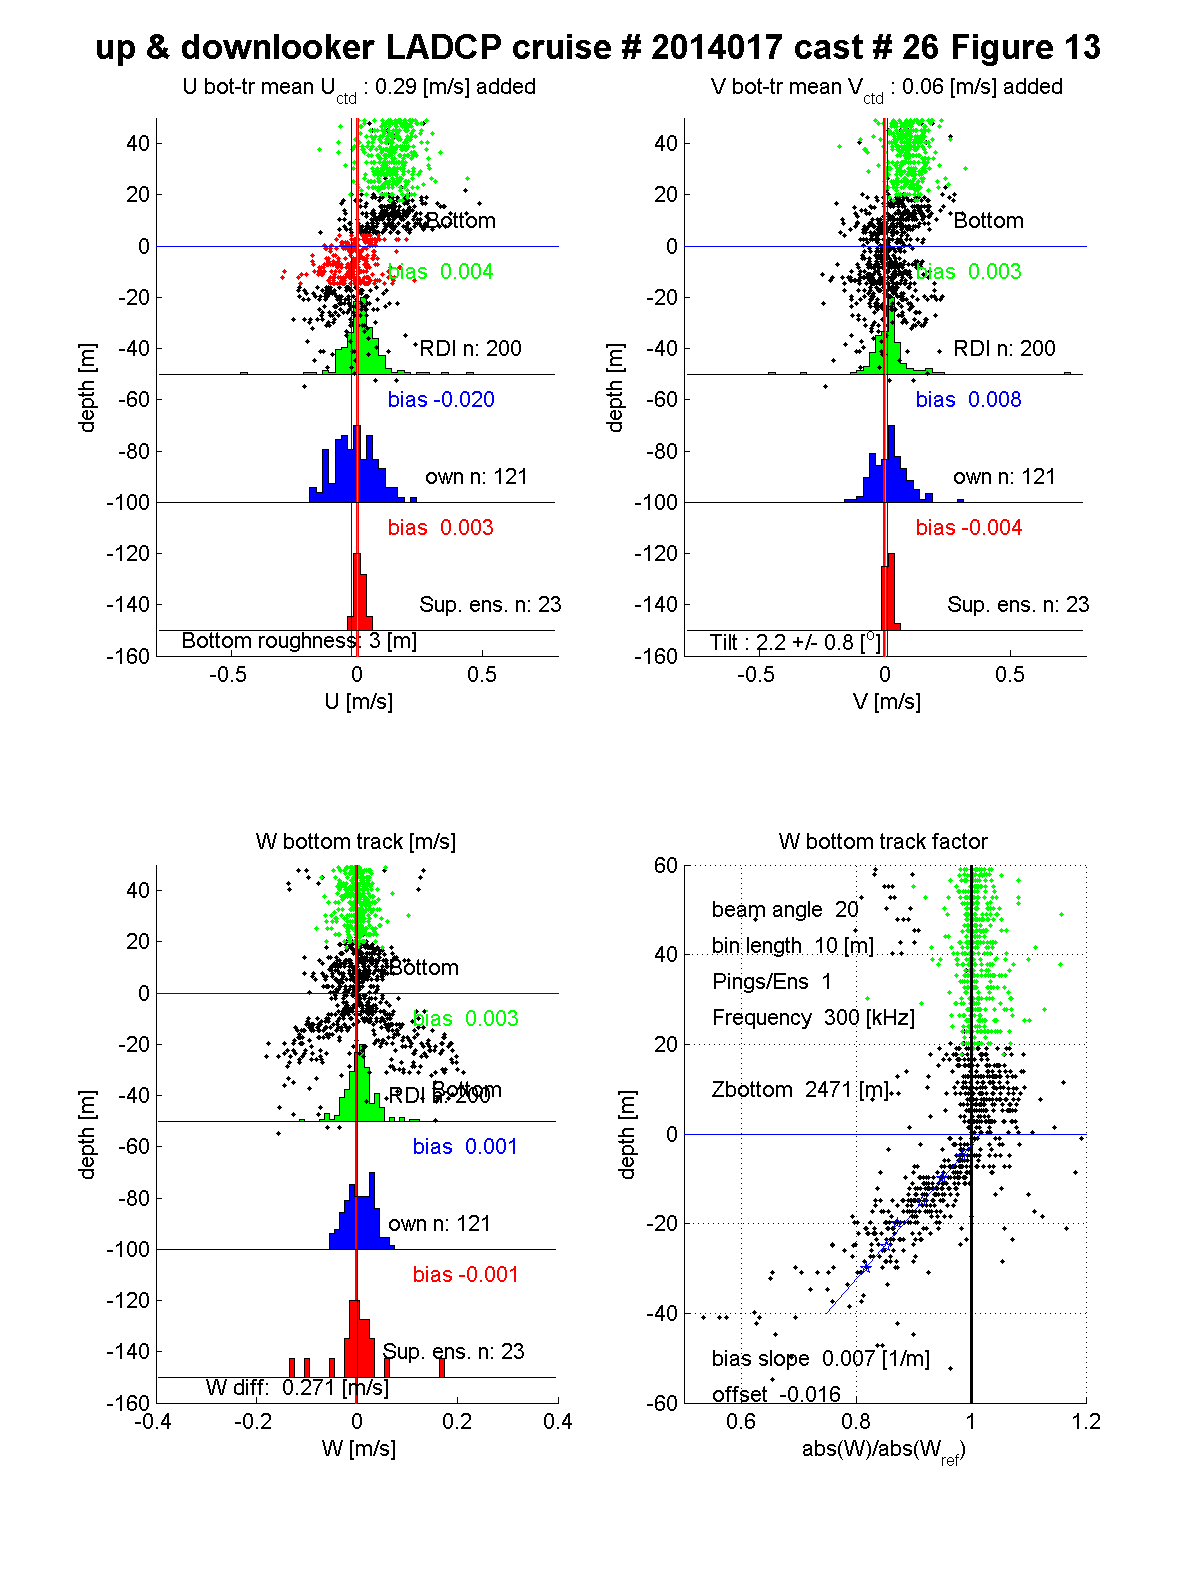 up & downlooker LADCP cruise # 2014017 cast # 26 Figure 13
U bot-tr mean Uctd : 0.29 [m/s] added
40
20
0
-20
-40
-60
-80
-100
-120
-140
-160
depth [m]
Bottom
bias 0.004
RDI n: 200
bias -0.020
own n: 121
bias 0.003
Sup. ens. n: 23
Bottom roughness: 3 [m]
-0.5 0 0.5
U [m/s]
V bot-tr mean Vctd : 0.06 [m/s] added
40
20
0
-20
-40
-60
-80
-100
-120
-140
-160
depth [m]
Bottom
bias 0.003
RDI n: 200
bias 0.008
own n: 121
bias -0.004
Sup. ens. n: 23
Tilt : 2.2 +/- 0.8 [o]
-0.5 0 0.5
V [m/s]
W bottom track [m/s]
40
20
0
-20
-40
-60
-80
-100
-120
-140
-160
depth [m]
Bottom
bias 0.003
Bottom
RDI n: 200
bias 0.001
own n: 121
bias -0.001
Sup. ens. n: 23
W diff: 0.271 [m/s]
-0.4 -0.2 0 0.2 0.4
W [m/s]
W bottom track factor
60
40
20
0
-20
-40
-60
depth [m]
beam angle 20
bin length 10 [m]
Pings/Ens 1
Frequency 300 [kHz]
Zbottom 2471 [m]
bias slope 0.007 [1/m]
offset -0.016
0.6 0.8 1 1.2
abs(W)/abs(Wref)